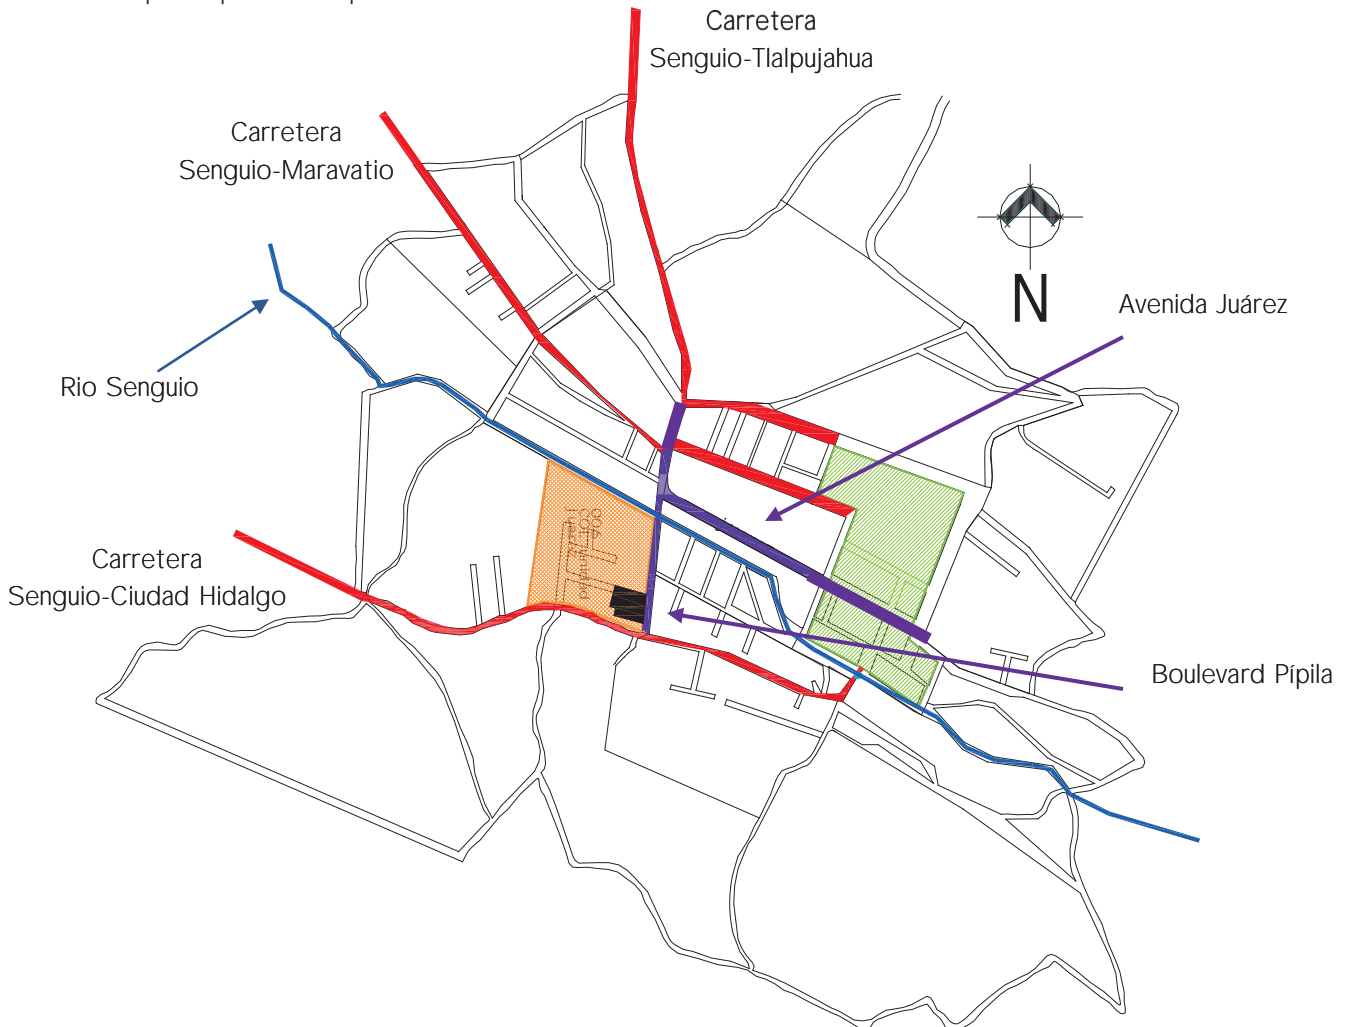 Carretera
Senguio-Tlalpujahua
Carretera
Senguio-Maravatio
N
Avenida Juárez
Rio Senguio
Carretera
Senguio-Ciudad Hidalgo
Boulevard Pípila